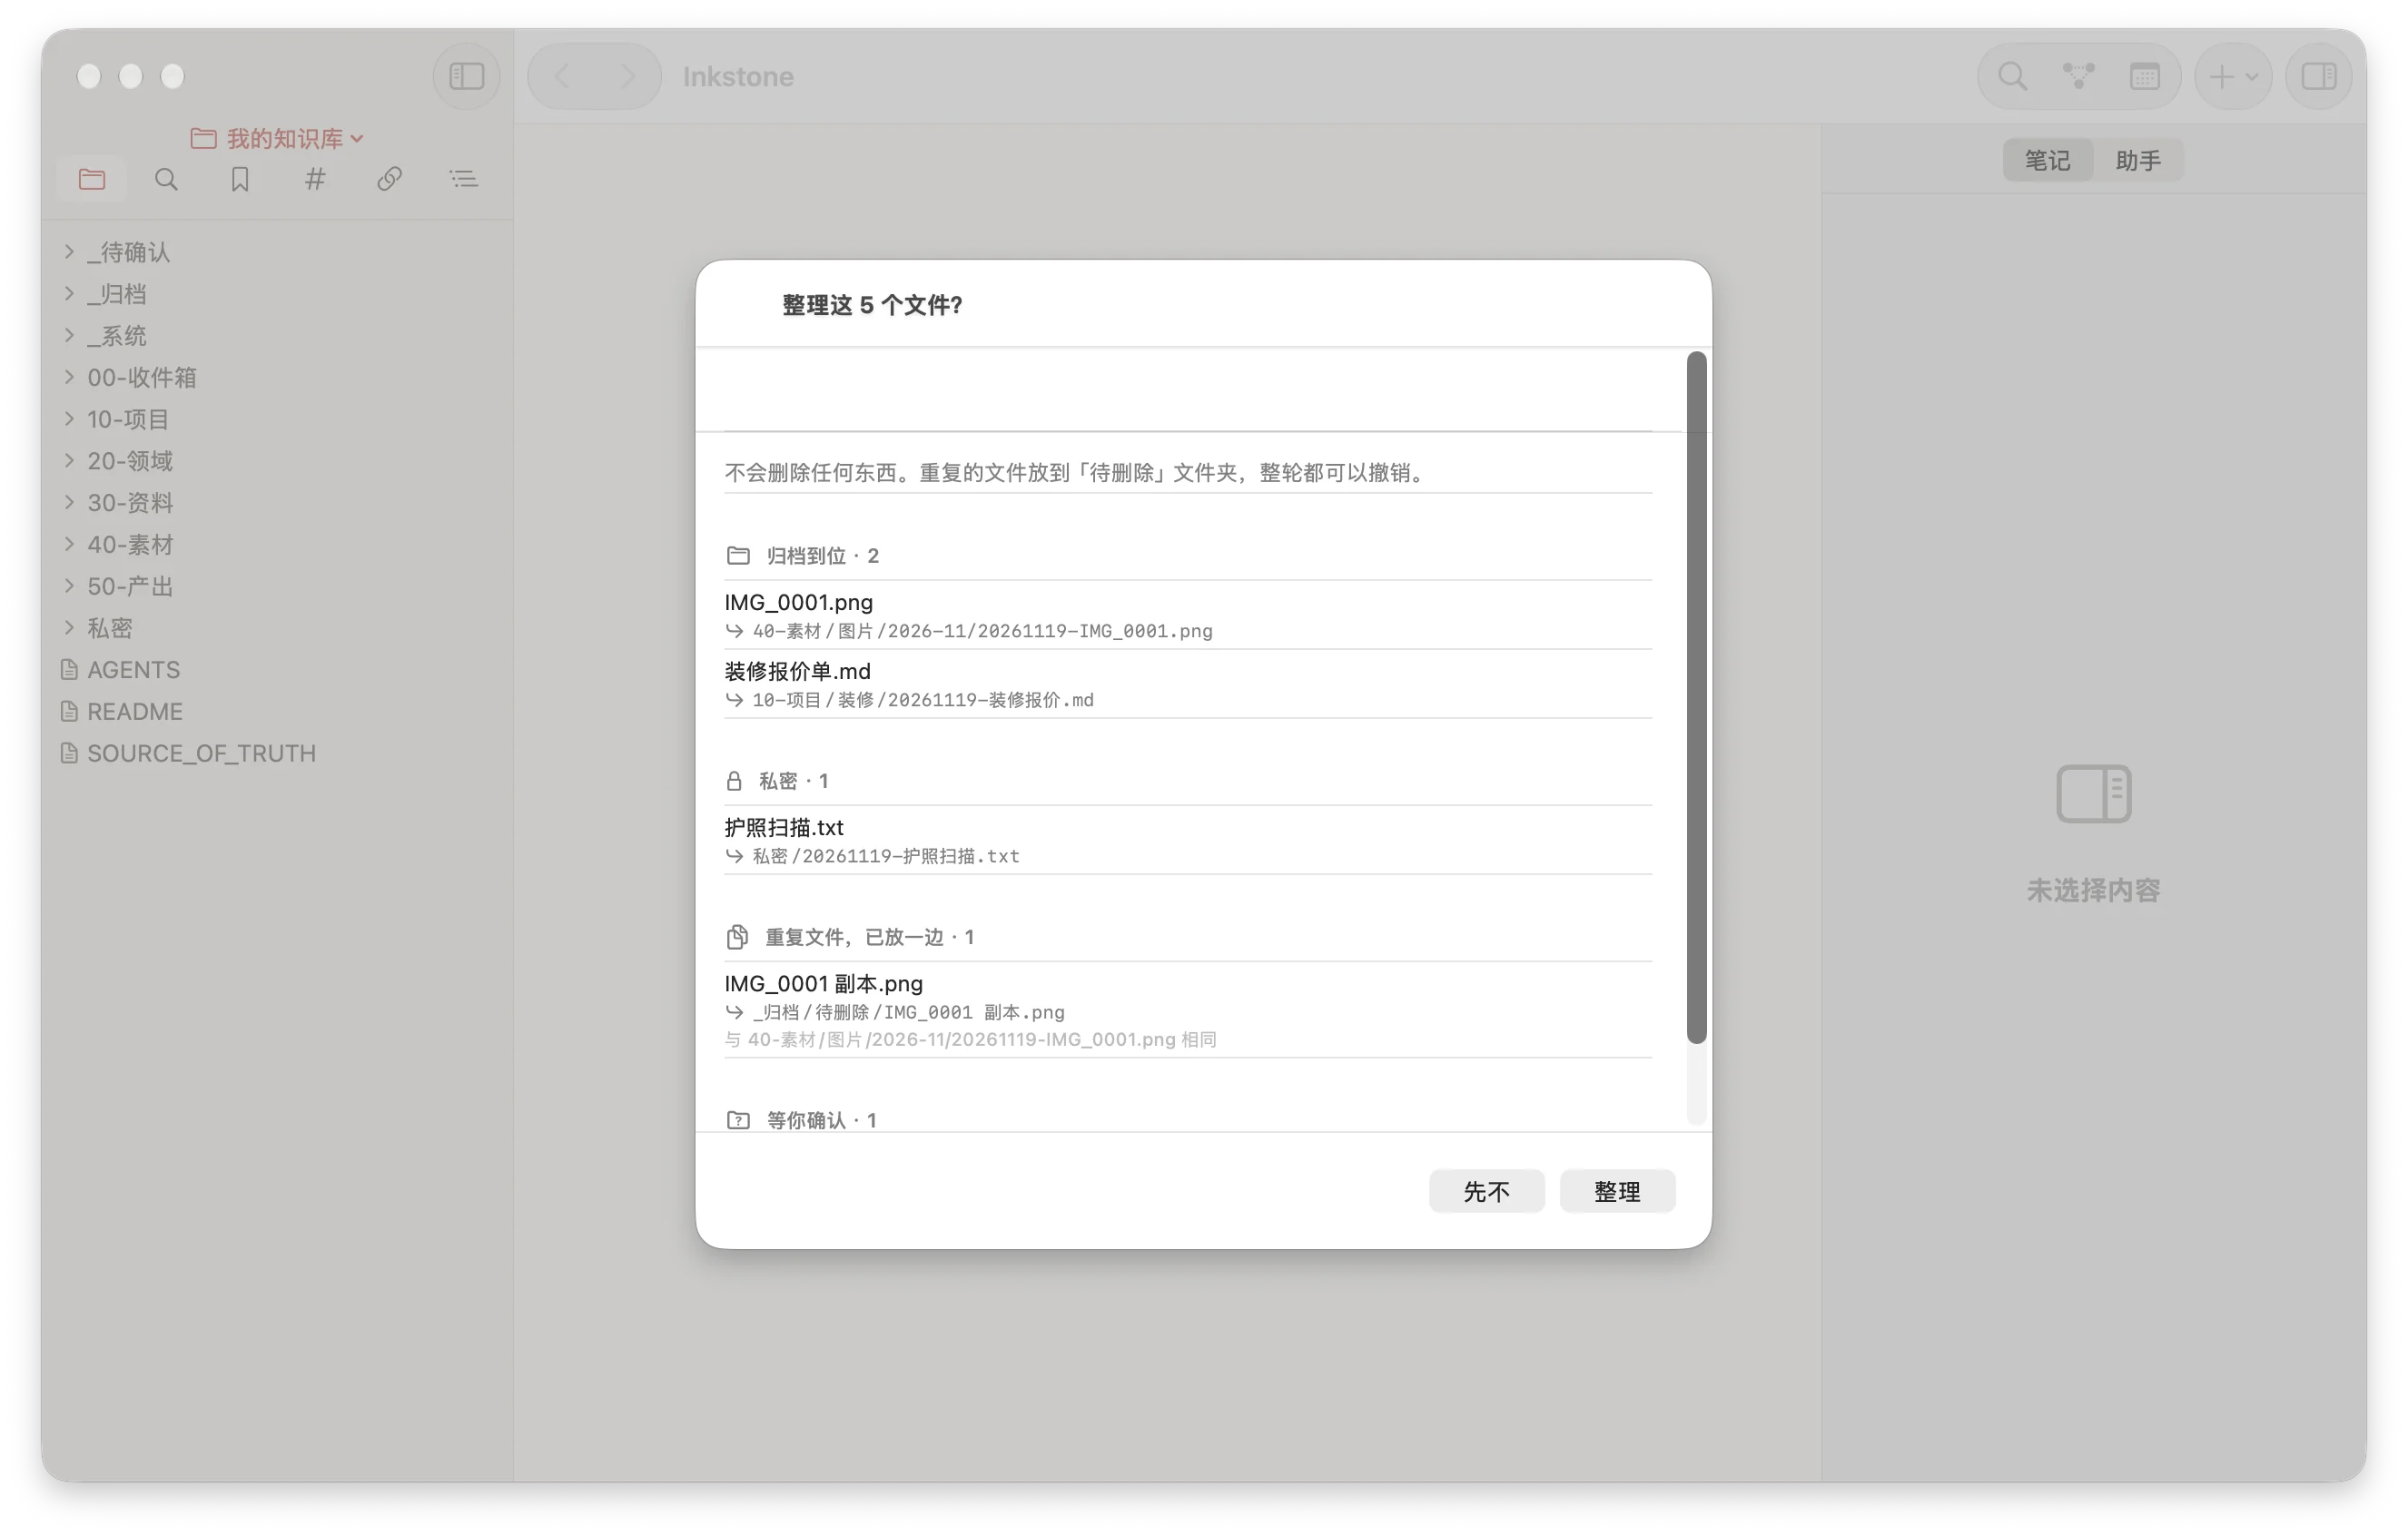 Inkstone
我的知识库
#
_待确认
_归档
_系统
00-收件箱
10-项目
20-领域
30-资料
40-素材
50-产出
私密
AGENTS
README
SOURCE_OF_TRUTH
整理这 5 个文件?
不会删除任何东西。重复的文件放到「待删除」文件夹，整轮都可以撤销。
归档到位 · 2
IMG_0001.png
40-素材/图片/2026-11/20261119-IMG_0001.png
装修报价单.md
10-项目/装修/20261119-装修报价.md
私密 · 1
护照扫描.txt
私密/20261119-护照扫描.txt
重复文件，已放一边 · 1
IMG_0001 副本.png
_归档/待删除/IMG_0001 副本.png
与 40-素材/图片/2026-11/20261119-IMG_0001.png 相同
等你确认 · 1
先不 整理
笔记 助手
未选择内容